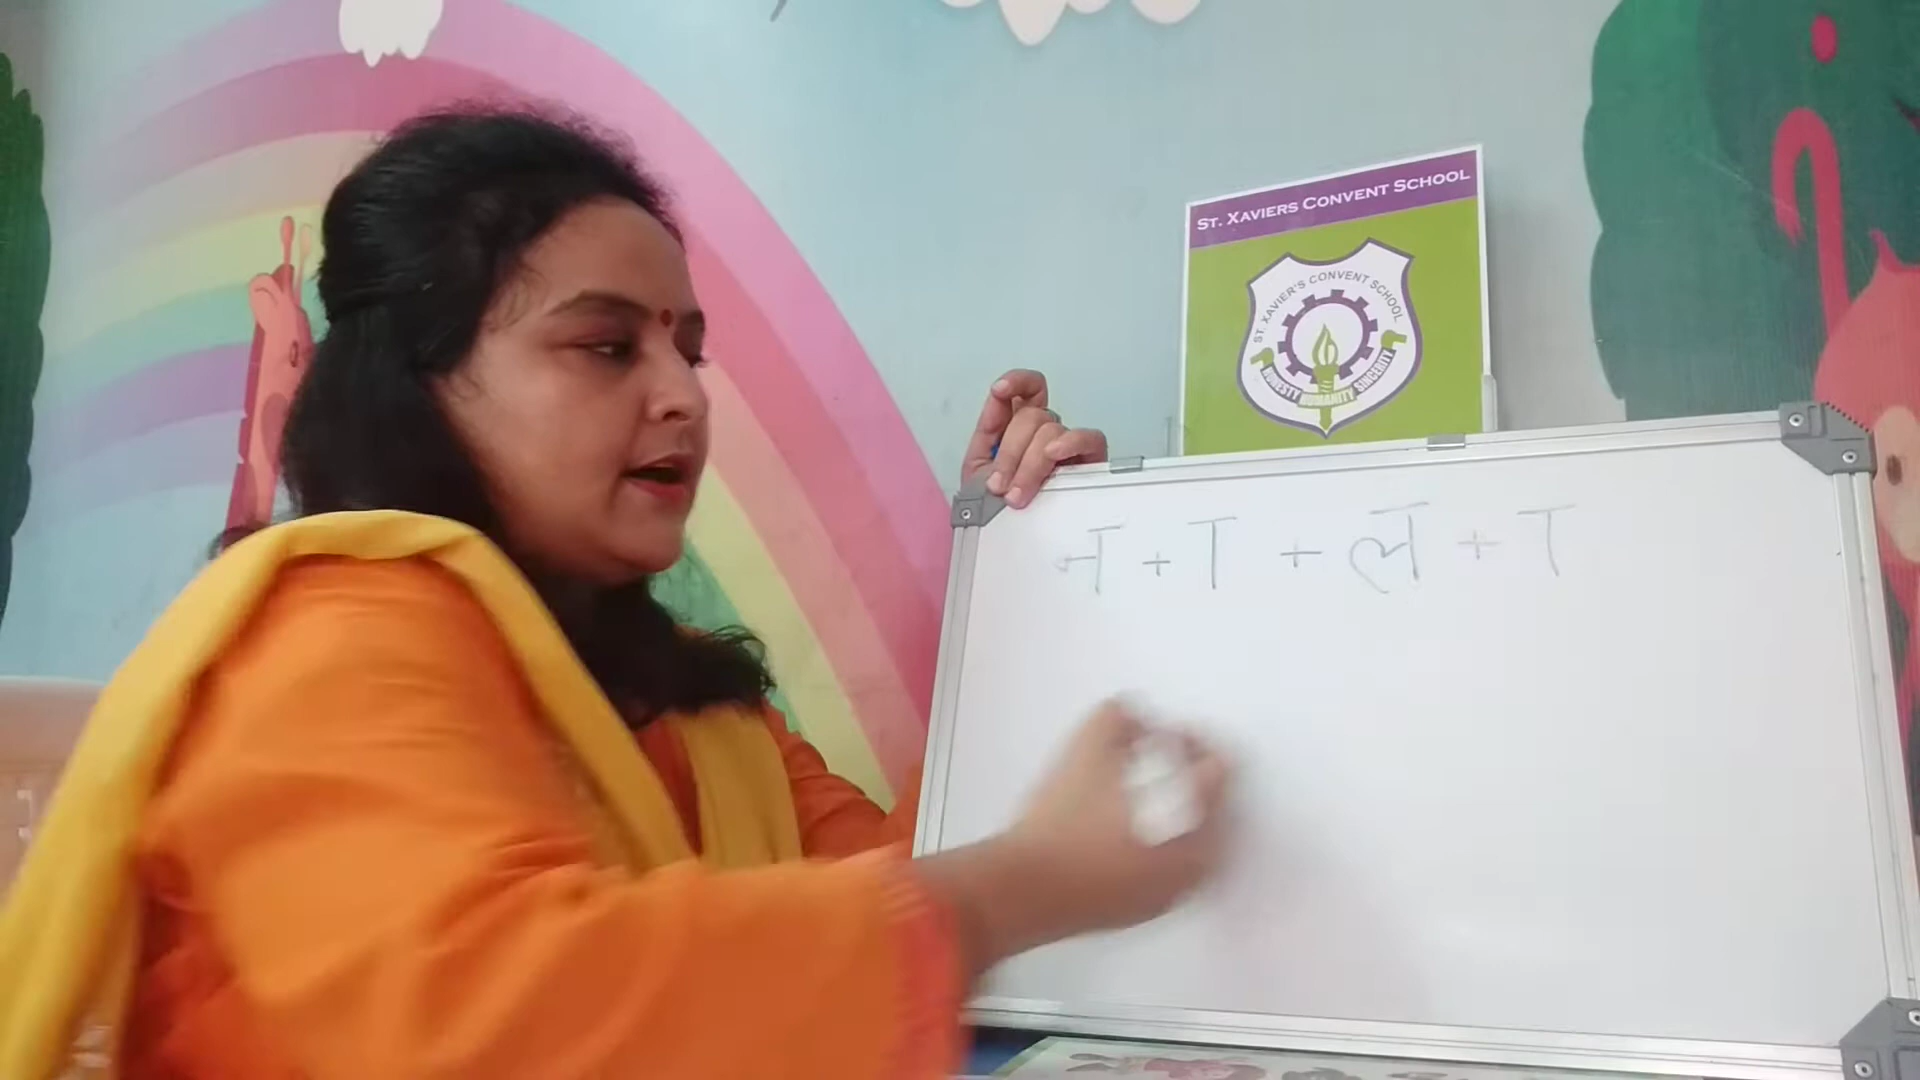 ST. XAVIERS CONVENT SCHOOL
ST. XAVIER'S CONVENT SCHOOL
HONESTY HUMANITY SINCERITY
न + ा + ल + ा